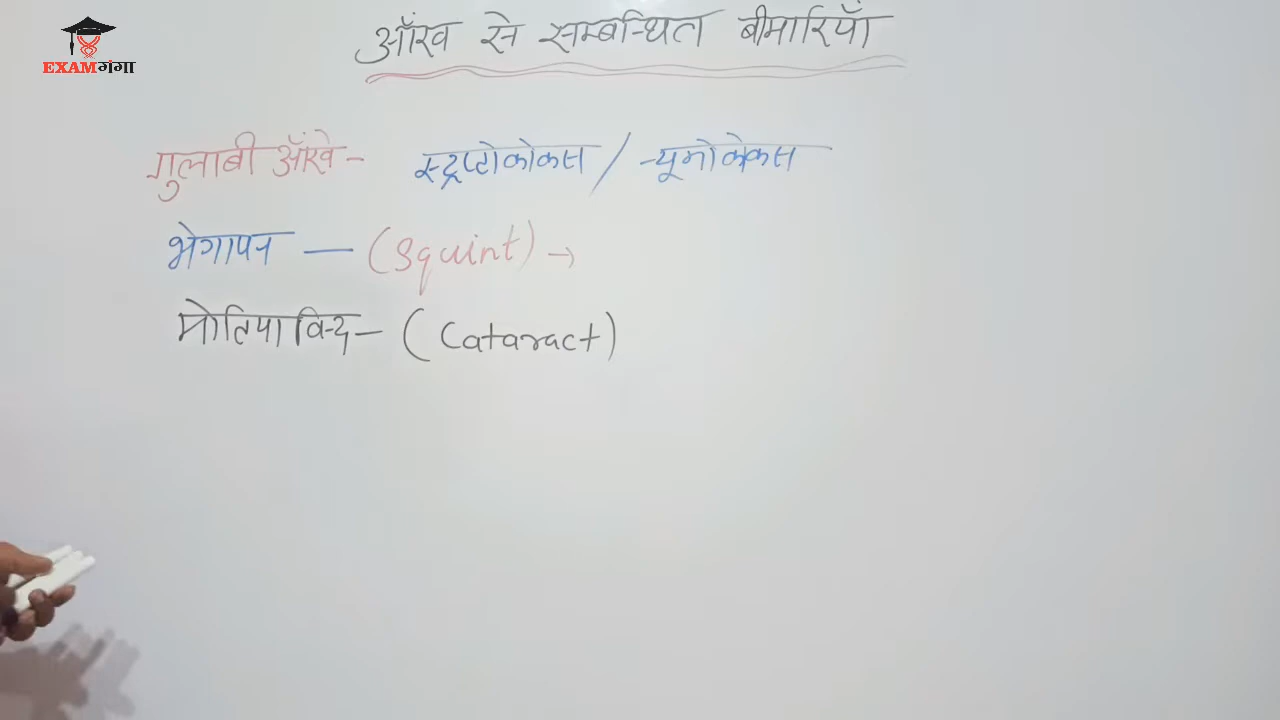 EXAMगंगा
आँख से सम्बन्धित बीमारियाँ
गुलाबी आँखे - स्ट्रप्टोकोकस / न्यूमोकोकस
भेगापन — (Squint) →
मोतियाविन्द - (Cataract)